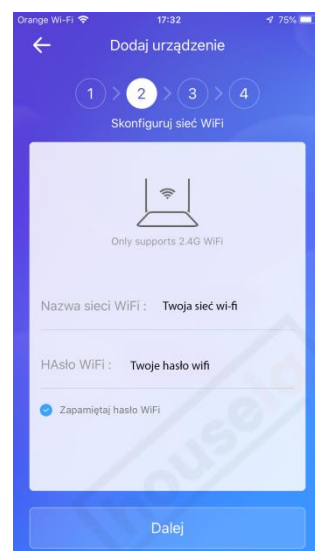 Orange Wi-Fi 17:32 75%
Dodaj urządzenie
1 > 2 > 3 > 4
Skonfiguruj sieć WiFi
Only supports 2.4G WiFi
Nazwa sieci WiFi : Twoja sieć wi-fi
HAsło WiFi : Twoje hasło wifi
Zapamiętaj hasło WiFi
houseiq
Dalej